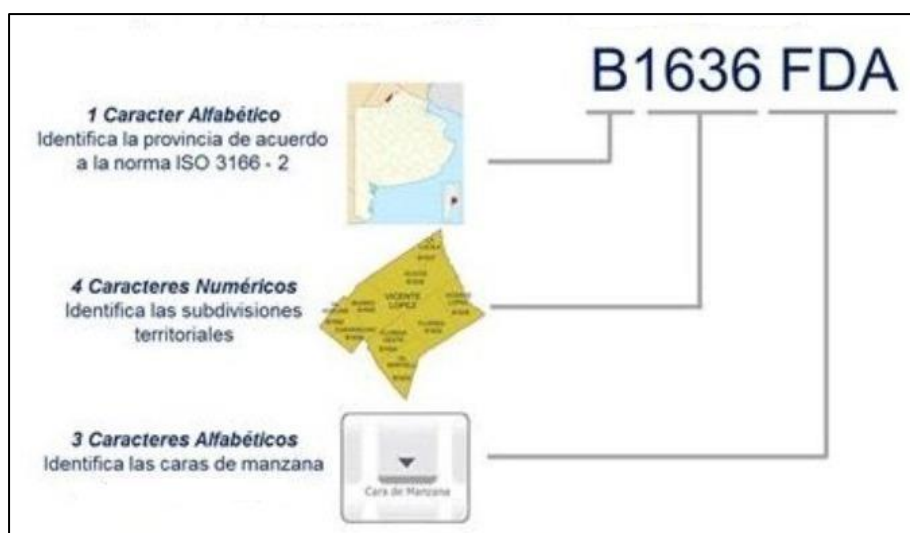 B1636 FDA
1 Caracter Alfabético
Identifica la provincia de acuerdo
a la norma ISO 3166 - 2
4 Caracteres Numéricos
Identifica las subdivisiones
territoriales
VICENTE
LOPEZ
3 Caracteres Alfabéticos
Identifica las caras de manzana
Cara de Manzana